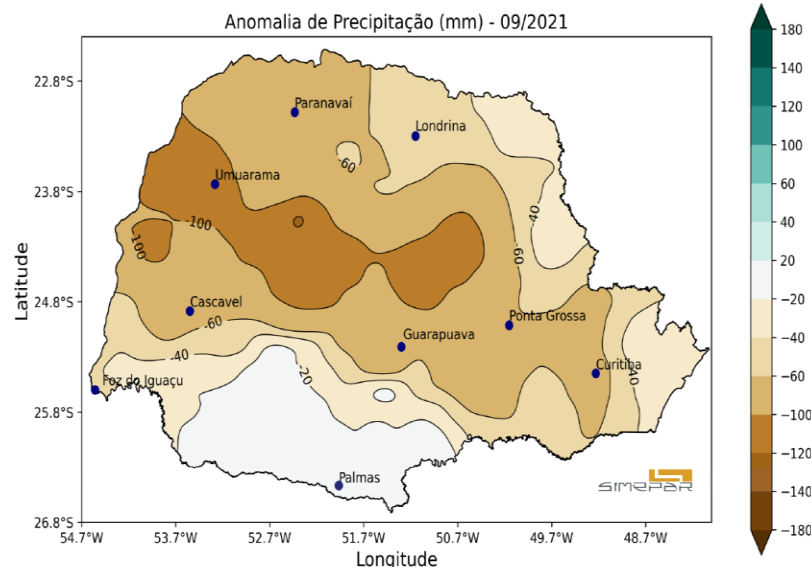 Anomalia de Precipitação (mm) - 09/2021
Latitude
22.8°S
23.8°S
24.8°S
25.8°S
26.8°S
54.7°W 53.7°W 52.7°W 51.7°W 50.7°W 49.7°W 48.7°W
Longitude
Paranavaí
Londrina
-60
Umuarama
-100
-40
100
-60
Cascavel
-60
Ponta Grossa
Guarapuava
-40
Curitiba
-20
-40
Foz do Iguaçu
Palmas
SIMEPAR
180
140
120
100
80
60
40
20
−20
−40
−60
−100
−120
−140
−180